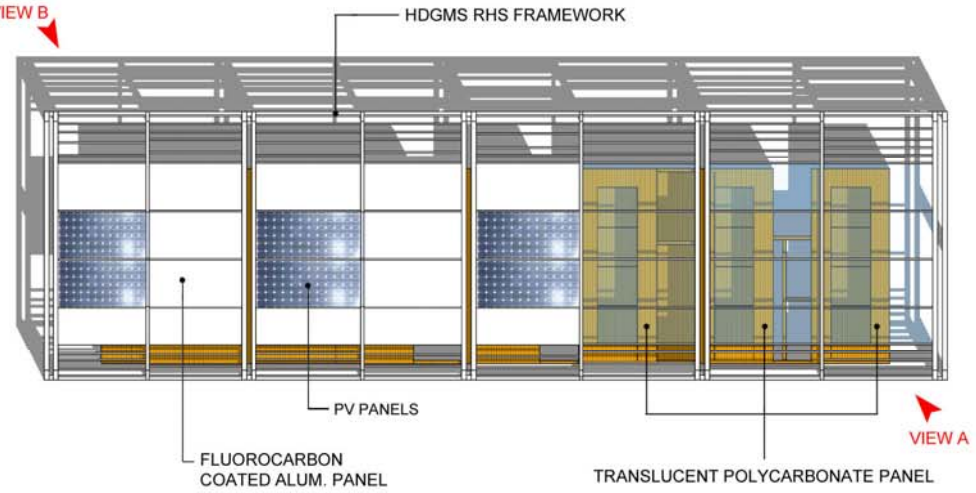 VIEW B
HDGMS RHS FRAMEWORK
PV PANELS
VIEW A
FLUOROCARBON
COATED ALUM. PANEL
TRANSLUCENT POLYCARBONATE PANEL